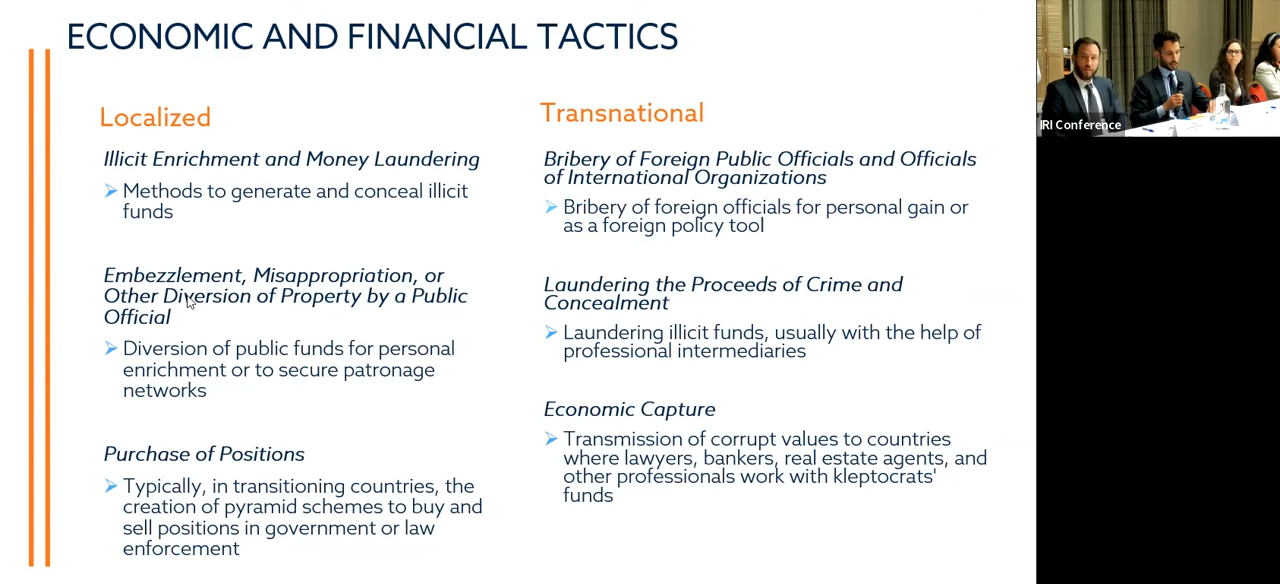 ECONOMIC AND FINANCIAL TACTICS
Localized
Illicit Enrichment and Money Laundering
Methods to generate and conceal illicit
funds
Embezzlement, Misappropriation, or
Other Diversion of Property by a Public
Official
Diversion of public funds for personal
enrichment or to secure patronage
networks
Purchase of Positions
Typically, in transitioning countries, the
creation of pyramid schemes to buy and
sell positions in government or law
enforcement
Transnational
Bribery of Foreign Public Officials and Officials
of International Organizations
Bribery of foreign officials for personal gain or
as a foreign policy tool
Laundering the Proceeds of Crime and
Concealment
Laundering illicit funds, usually with the help of
professional intermediaries
Economic Capture
Transmission of corrupt values to countries
where lawyers, bankers, real estate agents, and
other professionals work with kleptocrats'
funds
IRI Conference